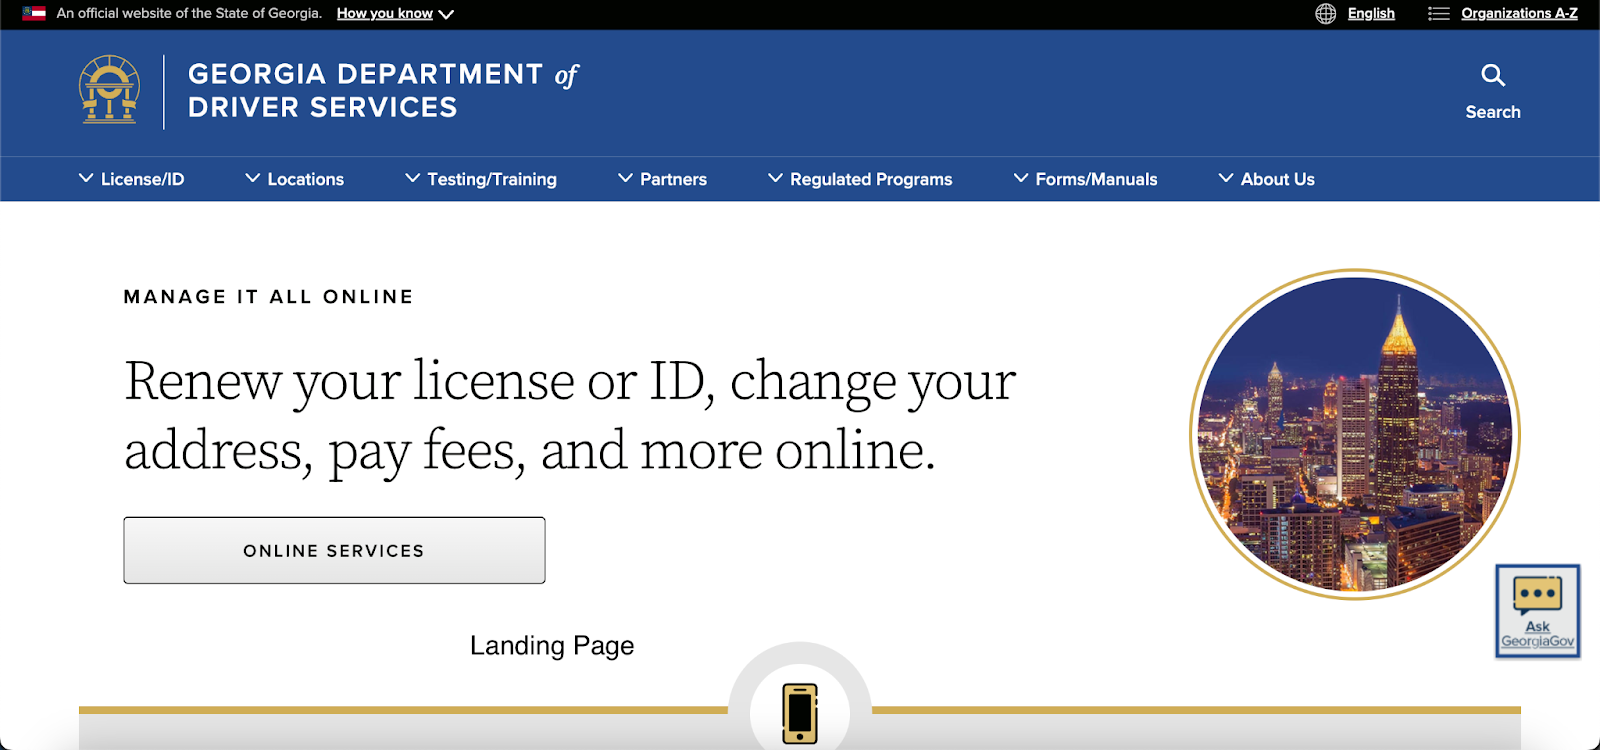 An official website of the State of Georgia. How you know
English
Organizations A-Z
GEORGIA DEPARTMENT of
DRIVER SERVICES
Search
License/ID
Locations
Testing/Training
Partners
Regulated Programs
Forms/Manuals
About Us
MANAGE IT ALL ONLINE
Renew your license or ID, change your
address, pay fees, and more online.
ONLINE SERVICES
Ask
GeorgiaGov
Landing Page